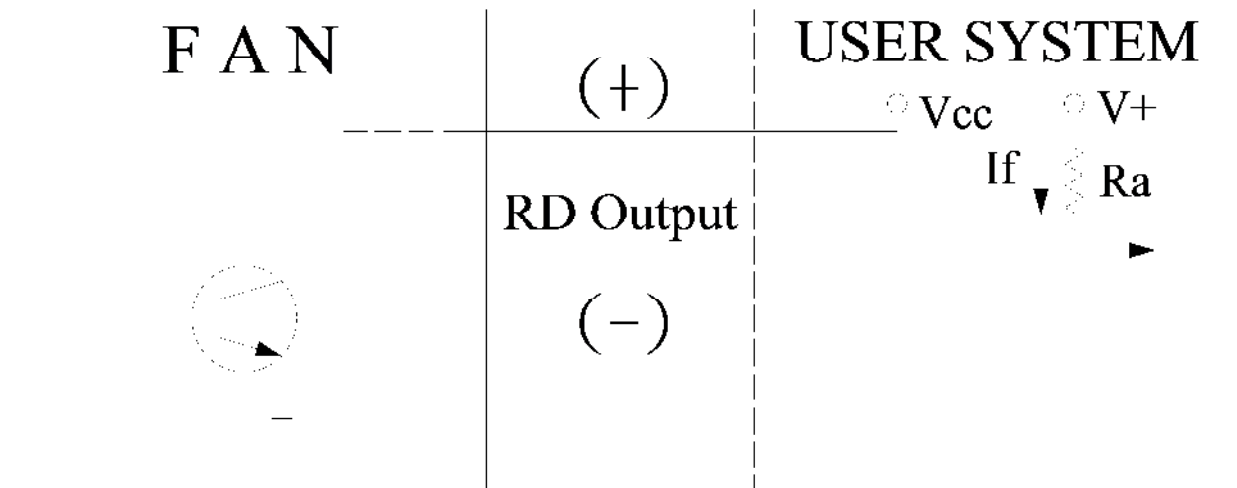 F A N
(+)
USER SYSTEM
Vcc
V+
If
Ra
RD Output
(−)